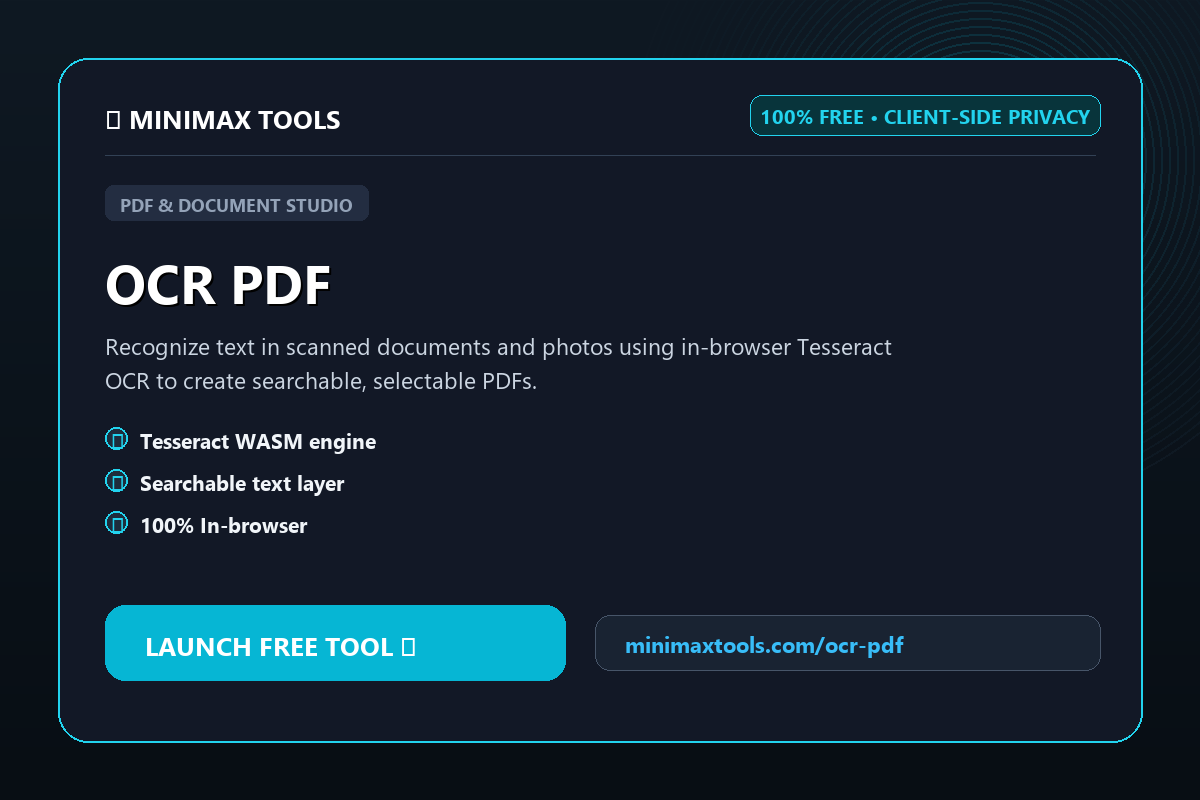 MINIMAX TOOLS
100% FREE • CLIENT-SIDE PRIVACY
PDF & DOCUMENT STUDIO
OCR PDF
Recognize text in scanned documents and photos using in-browser Tesseract
OCR to create searchable, selectable PDFs.
Tesseract WASM engine
Searchable text layer
100% In-browser
LAUNCH FREE TOOL
minimaxtools.com/ocr-pdf